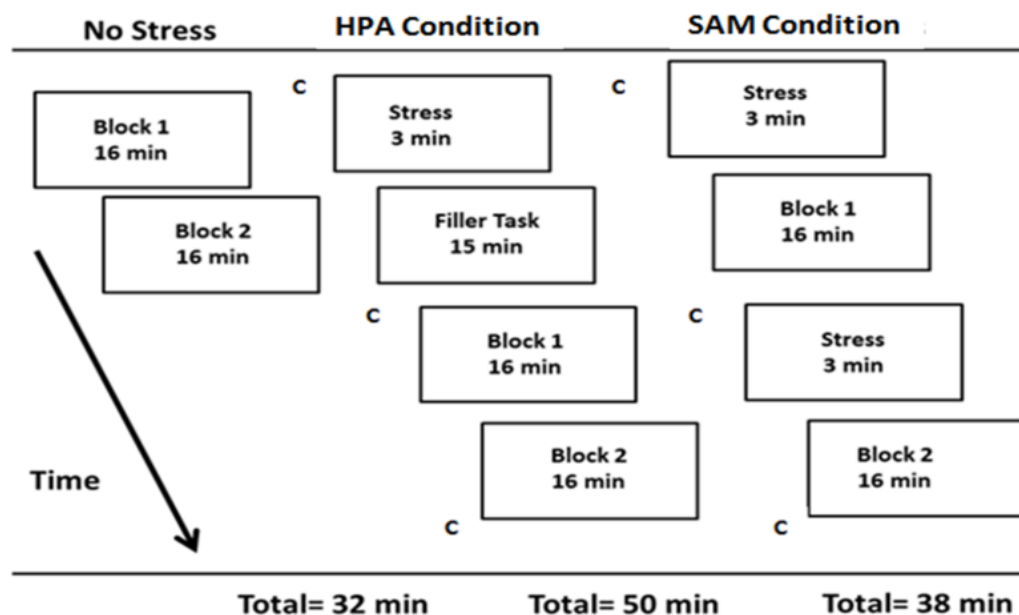 No Stress
HPA Condition
SAM Condition
C
Stress
3 min
C
Stress
3 min
Block 1
16 min
Filler Task
15 min
Block 1
16 min
Block 2
16 min
C
Block 1
16 min
C
Stress
3 min
Block 2
16 min
Block 2
16 min
Time
C
C
Total= 32 min
Total= 50 min
Total= 38 min